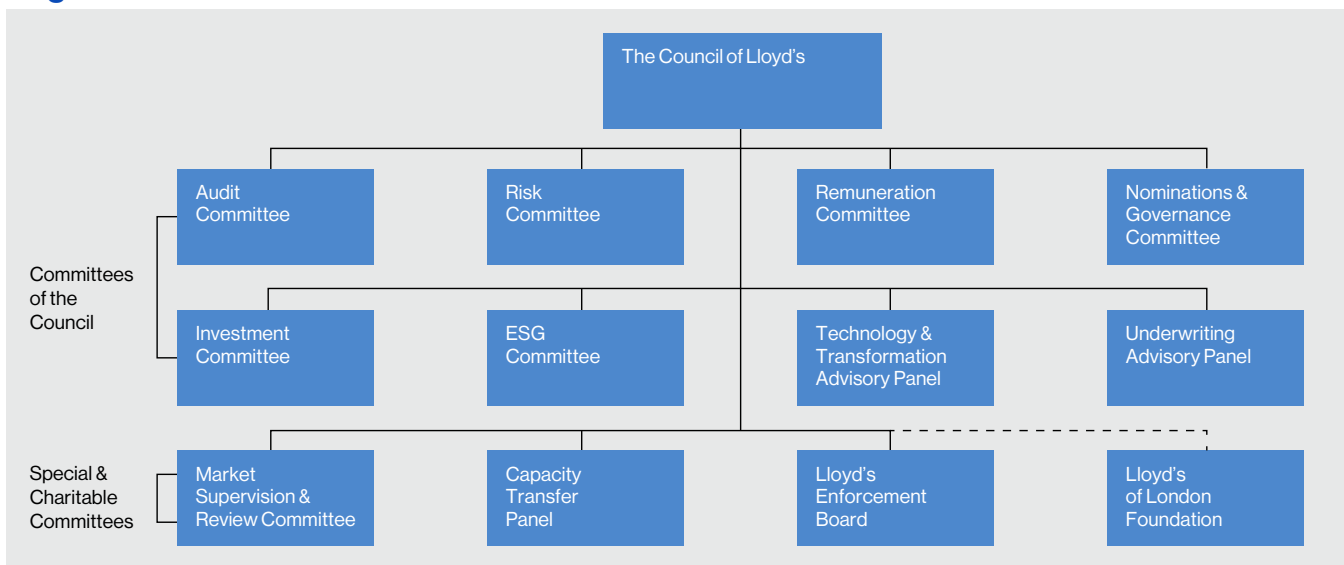 The Council of Lloyd's
Audit
Committee
Risk
Committee
Remuneration
Committee
Nominations &
Governance
Committee
Committees
of the
Council
Investment
Committee
ESG
Committee
Technology &
Transformation
Advisory Panel
Underwriting
Advisory Panel
Special &
Charitable
Committees
Market
Supervision &
Review Committee
Capacity
Transfer
Panel
Lloyd's
Enforcement
Board
Lloyd's
of London
Foundation